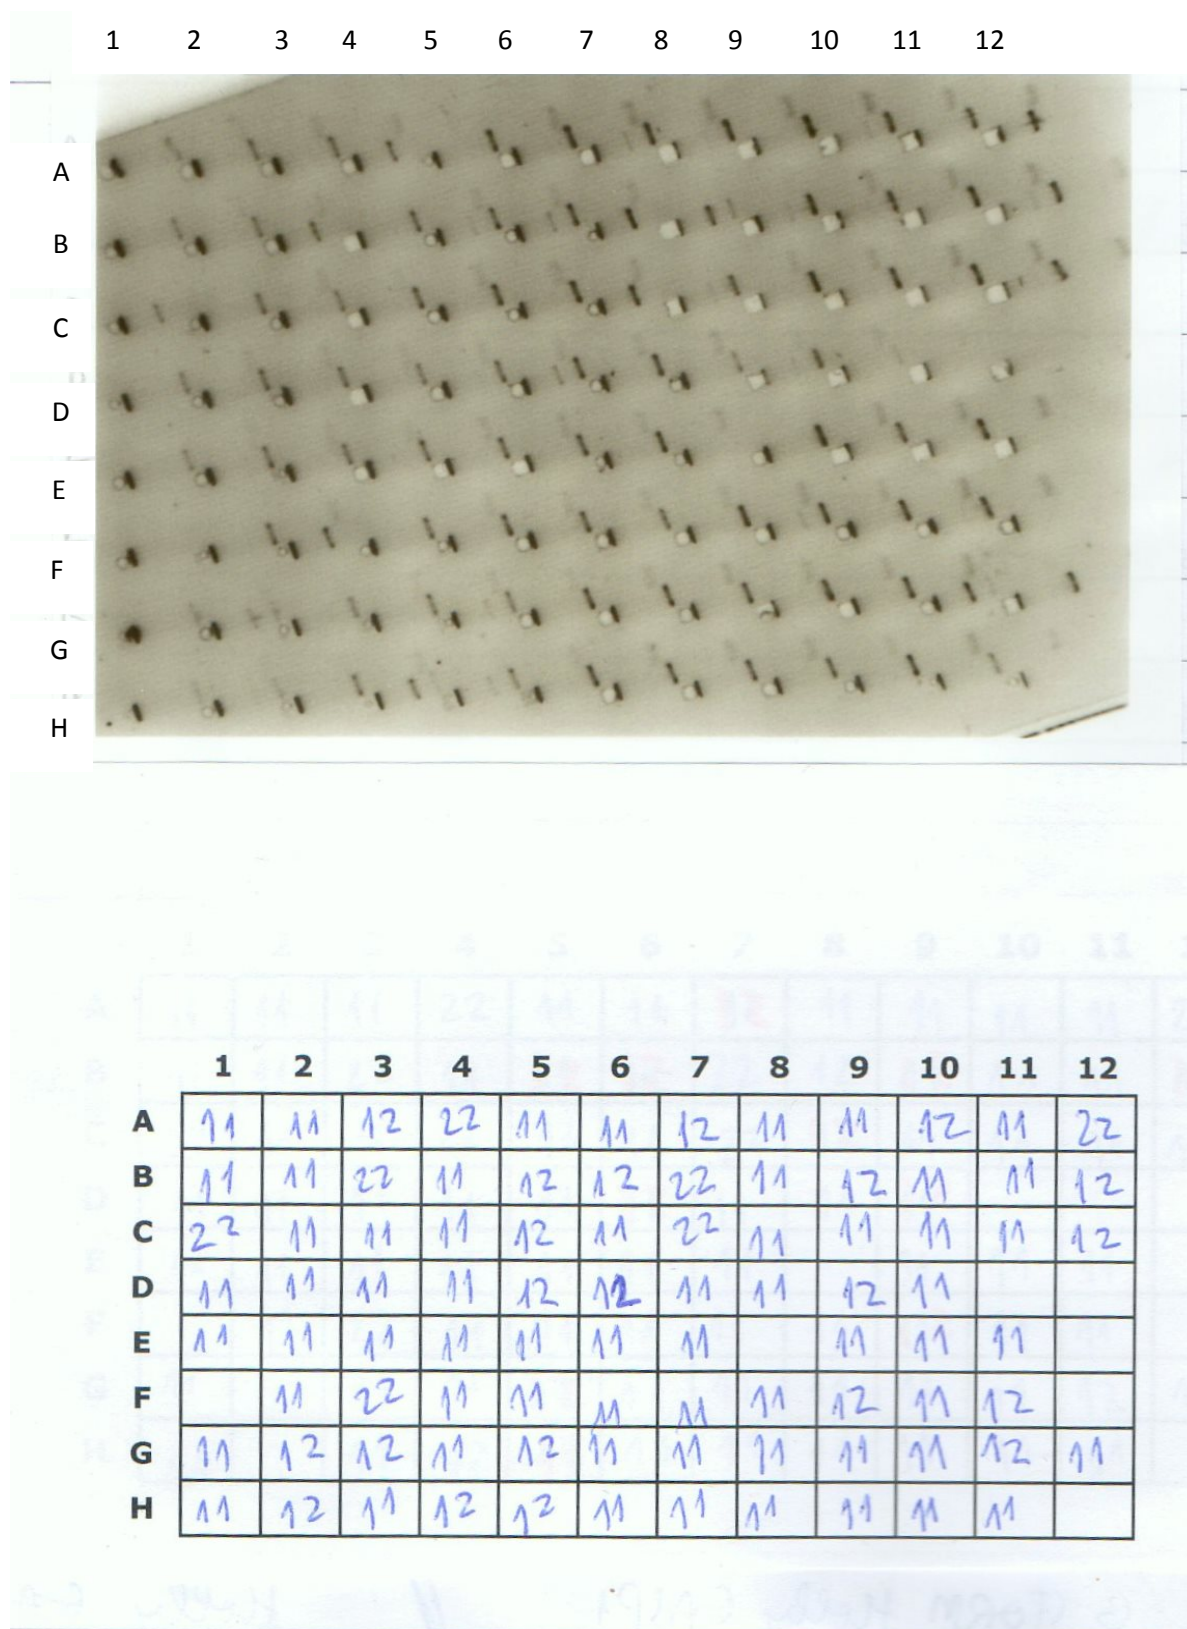 1 2 3 4 5 6 7 8 9 10 11 12
A
B
C
D
E
F
G
H
1 2 3 4 5 6 7 8 9 10 11 12
A 11 11 12 22 11 11 12 11 11 12 11 22
B 11 11 22 11 12 12 22 11 12 11 11 12
C 22 11 11 11 12 11 22 11 11 11 11 12
D 11 11 11 11 12 12 11 11 12 11
E 11 11 11 11 11 11 11 11 11 11
F 11 22 11 11 11 11 11 12 11 12
G 11 12 12 11 12 11 11 11 11 11 12 11
H 11 12 11 12 12 11 11 11 11 11 11